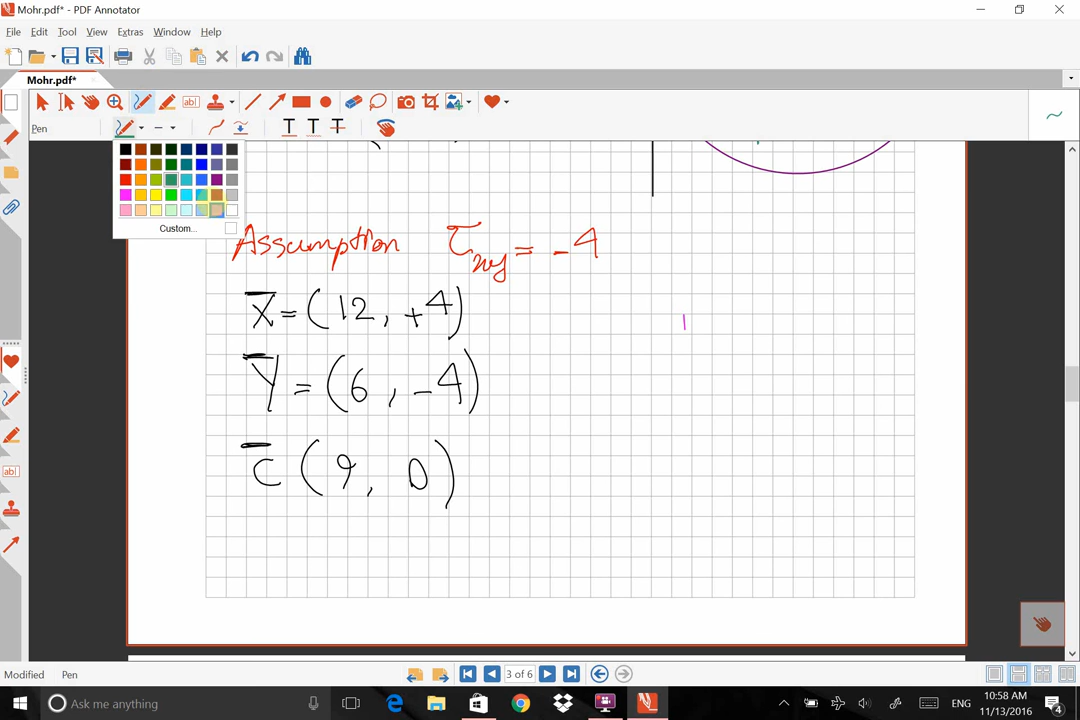 Mohr.pdf* - PDF Annotator
File Edit Tool View Extras Window Help
Mohr.pdf*
Pen
Custom...
Assumption τxy = -4
X̄ = (12, +4)
Ȳ = (6, -4)
C̄ (9, 0)
3 of 6
Modified Pen
Ask me anything
ENG
10:58 AM
11/13/2016
4